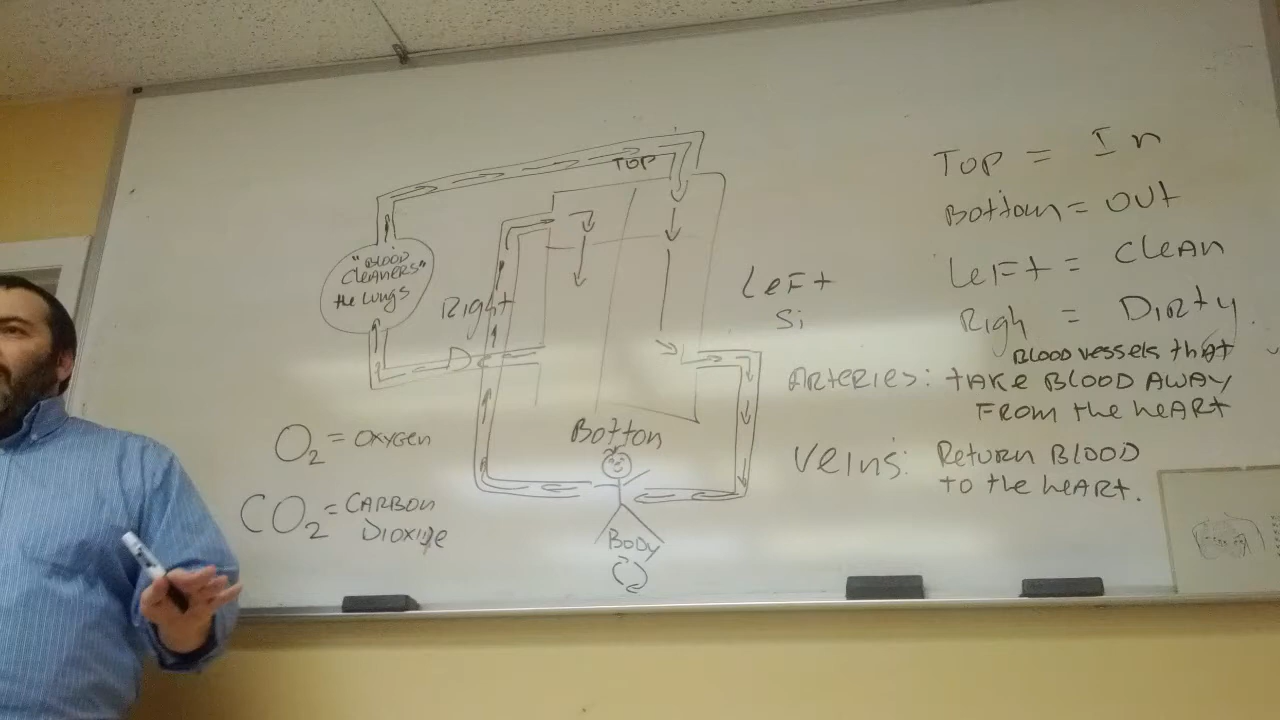 TOP
"BLOOD
CLEANERS"
the LUNGS
Right
LeFt
Si
D
Botton
BODY
O₂ = OXYGEN
CO₂ = CARBON
DIOXIDE
TOP = In
Bottom = OUT
LEFt = CLEAN
Righ = DIRTY
BLOOD vessels that
ARteRies: tAKe BLOOD AWAY
FROM the heARt
Veins: RetURN BLOOD
to the heARt.